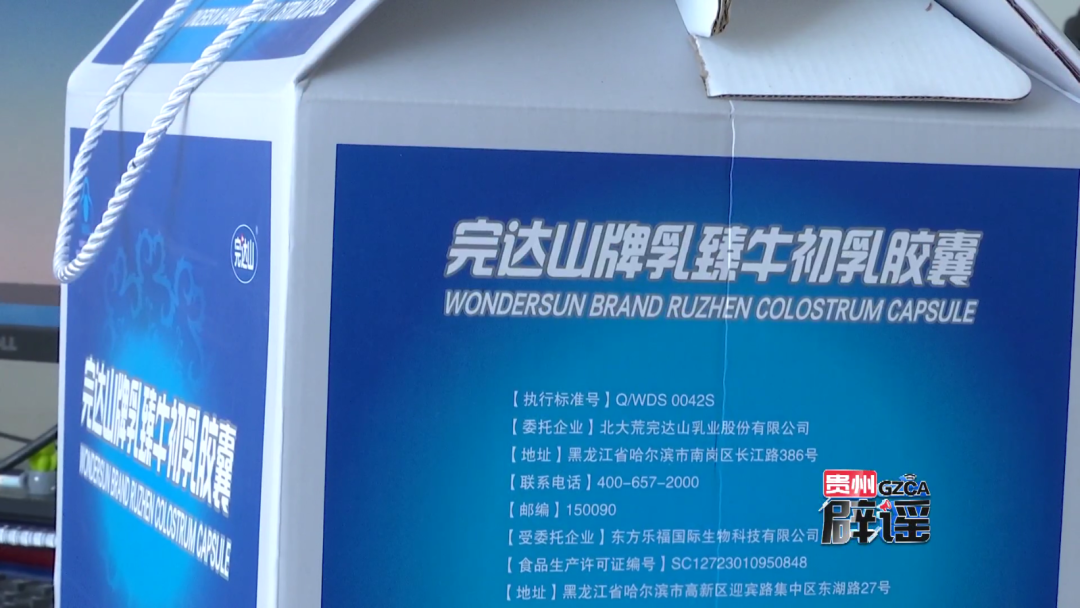 完达山牌乳臻牛初乳胶囊
WONDERSUN BRAND RUZHEN COLOSTRUM CAPSULE
【执行标准号】Q/WDS 0042S
【委托企业】北大荒完达山乳业股份有限公司
【地址】黑龙江省哈尔滨市南岗区长江路386号
【联系电话】400-657-2000
【邮编】150090
【受委托企业】东方乐福国际生物科技有限公司
【食品生产许可证编号】SC12723010950848
【地址】黑龙江省哈尔滨市高新区迎宾路集中区东湖路27号
完达山
完达山牌乳臻牛初乳胶囊
WONDERSUN BRAND RUZHEN COLOSTRUM CAPSULE
DELL
贵州 GZCA
辟谣